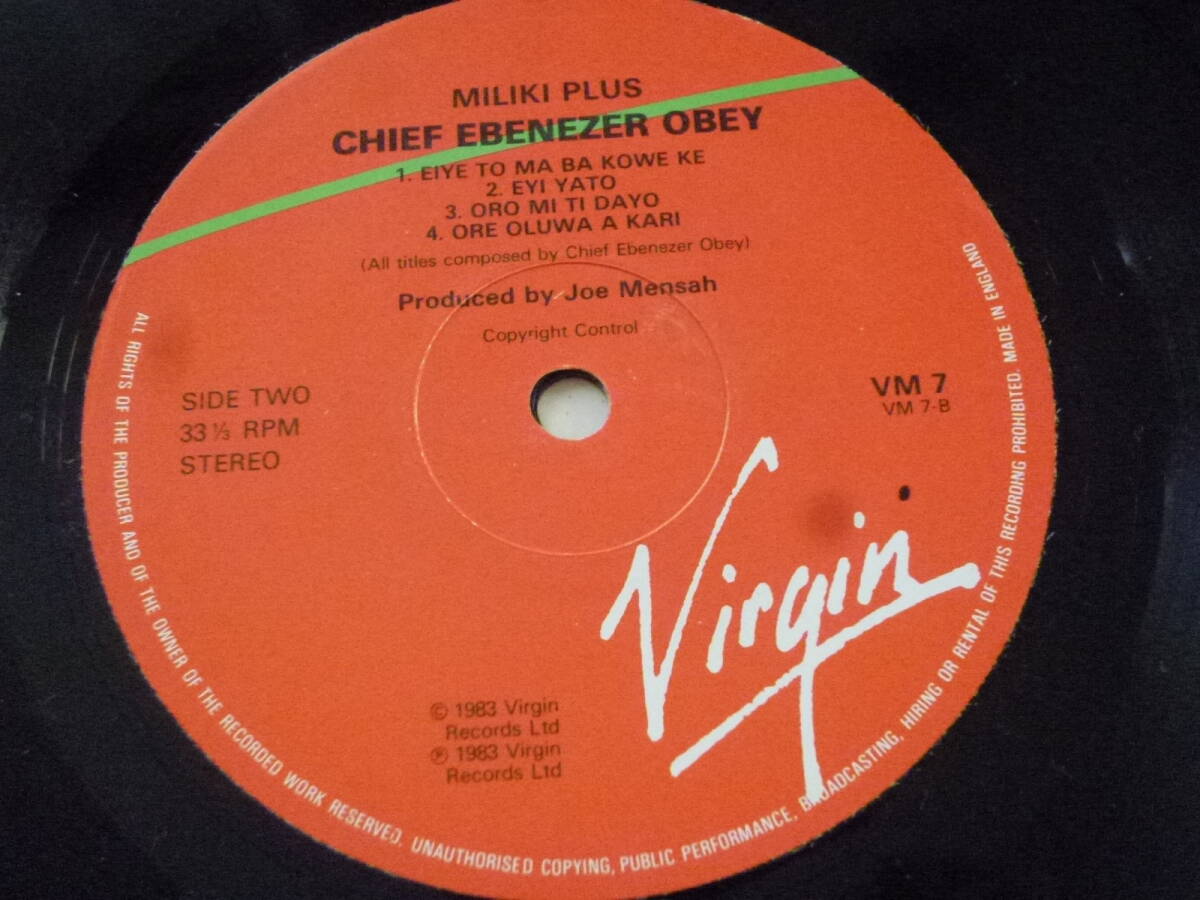 MILIKI PLUS
CHIEF EBENEZER OBEY
1. EIYE TO MA BA KOWE KE
2. EYI YATO
3. ORO MI TI DAYO
4. ORE OLUWA A KARI
(All titles composed by Chief Ebenezer Obey)
Produced by Joe Mensah
Copyright Control
SIDE TWO
33⅓ RPM
STEREO
VM 7
VM 7-B
Virgin
© 1983 Virgin
Records Ltd
℗ 1983 Virgin
Records Ltd
ALL RIGHTS OF THE PRODUCER AND OF THE OWNER OF THE RECORDED WORK RESERVED. UNAUTHORISED COPYING, PUBLIC PERFORMANCE, BROADCASTING, HIRING OR RENTAL OF THIS RECORDING PROHIBITED. MADE IN ENGLAND